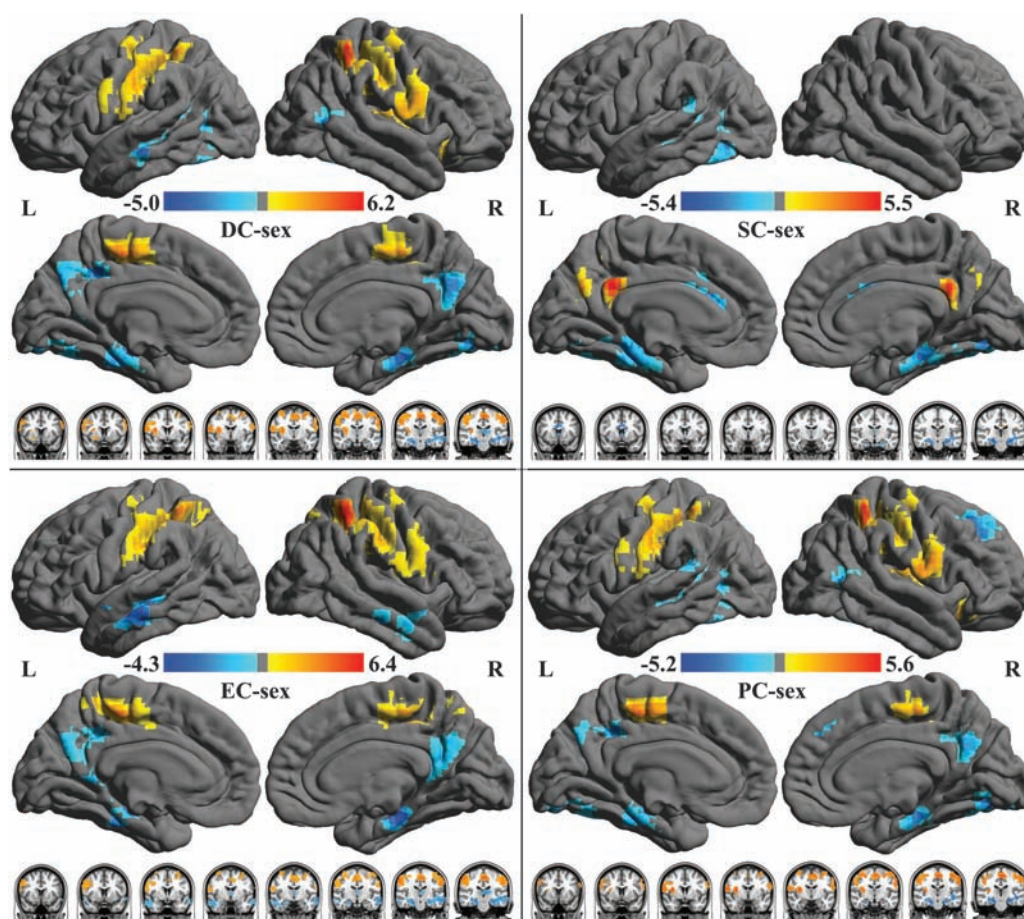 L -5.0 6.2 R
DC-sex
L -5.4 5.5 R
SC-sex
L -4.3 6.4 R
EC-sex
L -5.2 5.6 R
PC-sex